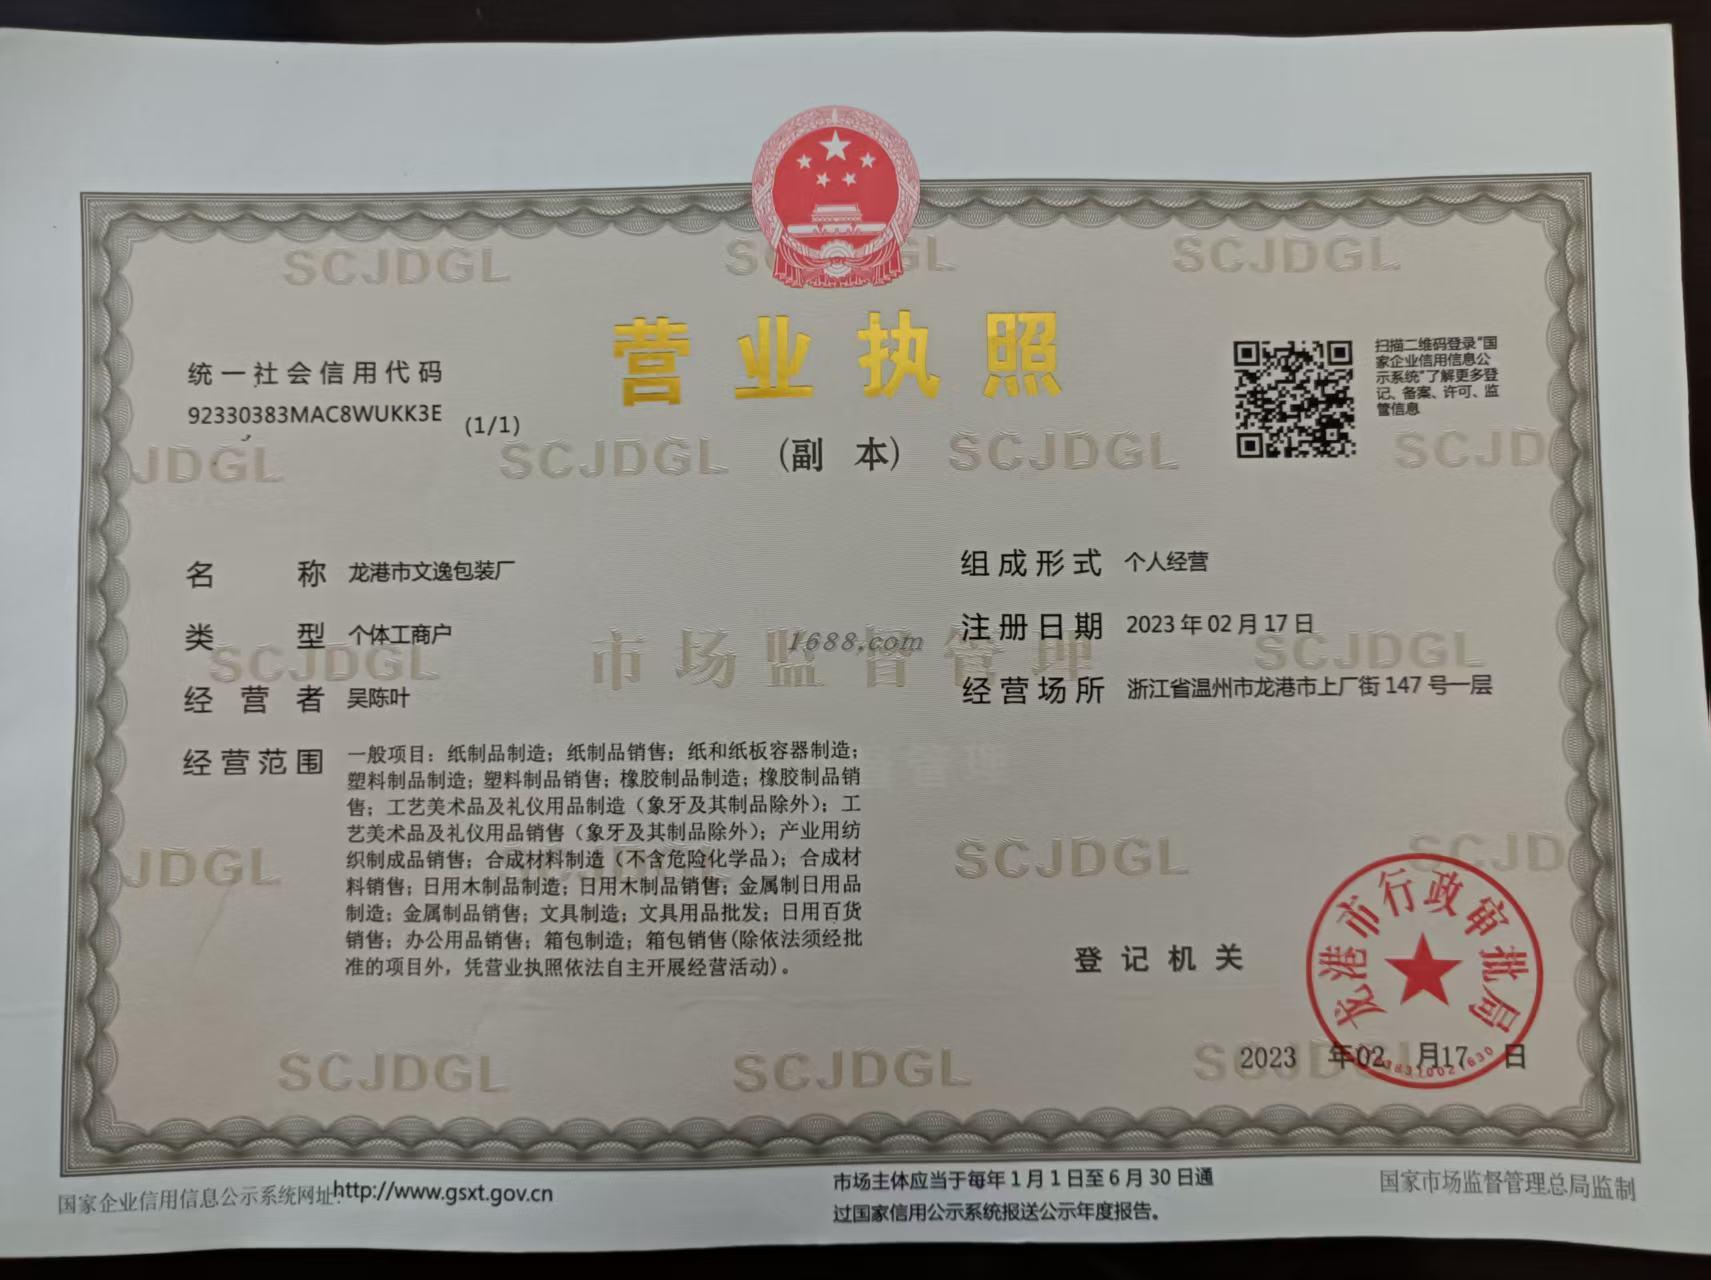 营业执照
(副 本)
统一社会信用代码
92330383MAC8WUKK3E
(1/1)
扫描二维码登录“国
家企业信用信息公
示系统”了解更多登
记、备案、许可、监
管信息
名 称 龙港市文逸包装厂
类 型 个体工商户
经 营 者 吴陈叶
经营范围 一般项目：纸制品制造；纸制品销售；纸和纸板容器制造；
塑料制品制造；塑料制品销售；橡胶制品制造；橡胶制品销
售；工艺美术品及礼仪用品制造（象牙及其制品除外）；工
艺美术品及礼仪用品销售（象牙及其制品除外）；产业用纺
织制成品销售；合成材料制造（不含危险化学品）；合成材
料销售；日用木制品制造；日用木制品销售；金属制日用品
制造；金属制品销售；文具制造；文具用品批发；日用百货
销售；办公用品销售；箱包制造；箱包销售(除依法须经批
准的项目外，凭营业执照依法自主开展经营活动)。
组成形式 个人经营
注册日期 2023年02月17日
经营场所 浙江省温州市龙港市上厂街147号一层
1688.com
市场监督管理
SCJDGL
登记机关
龙港市行政审批局
2023 年02 月17 日
国家企业信用信息公示系统网址:http://www.gsxt.gov.cn
市场主体应当于每年1月1日至6月30日通
过国家信用公示系统报送公示年度报告。
国家市场监督管理总局监制